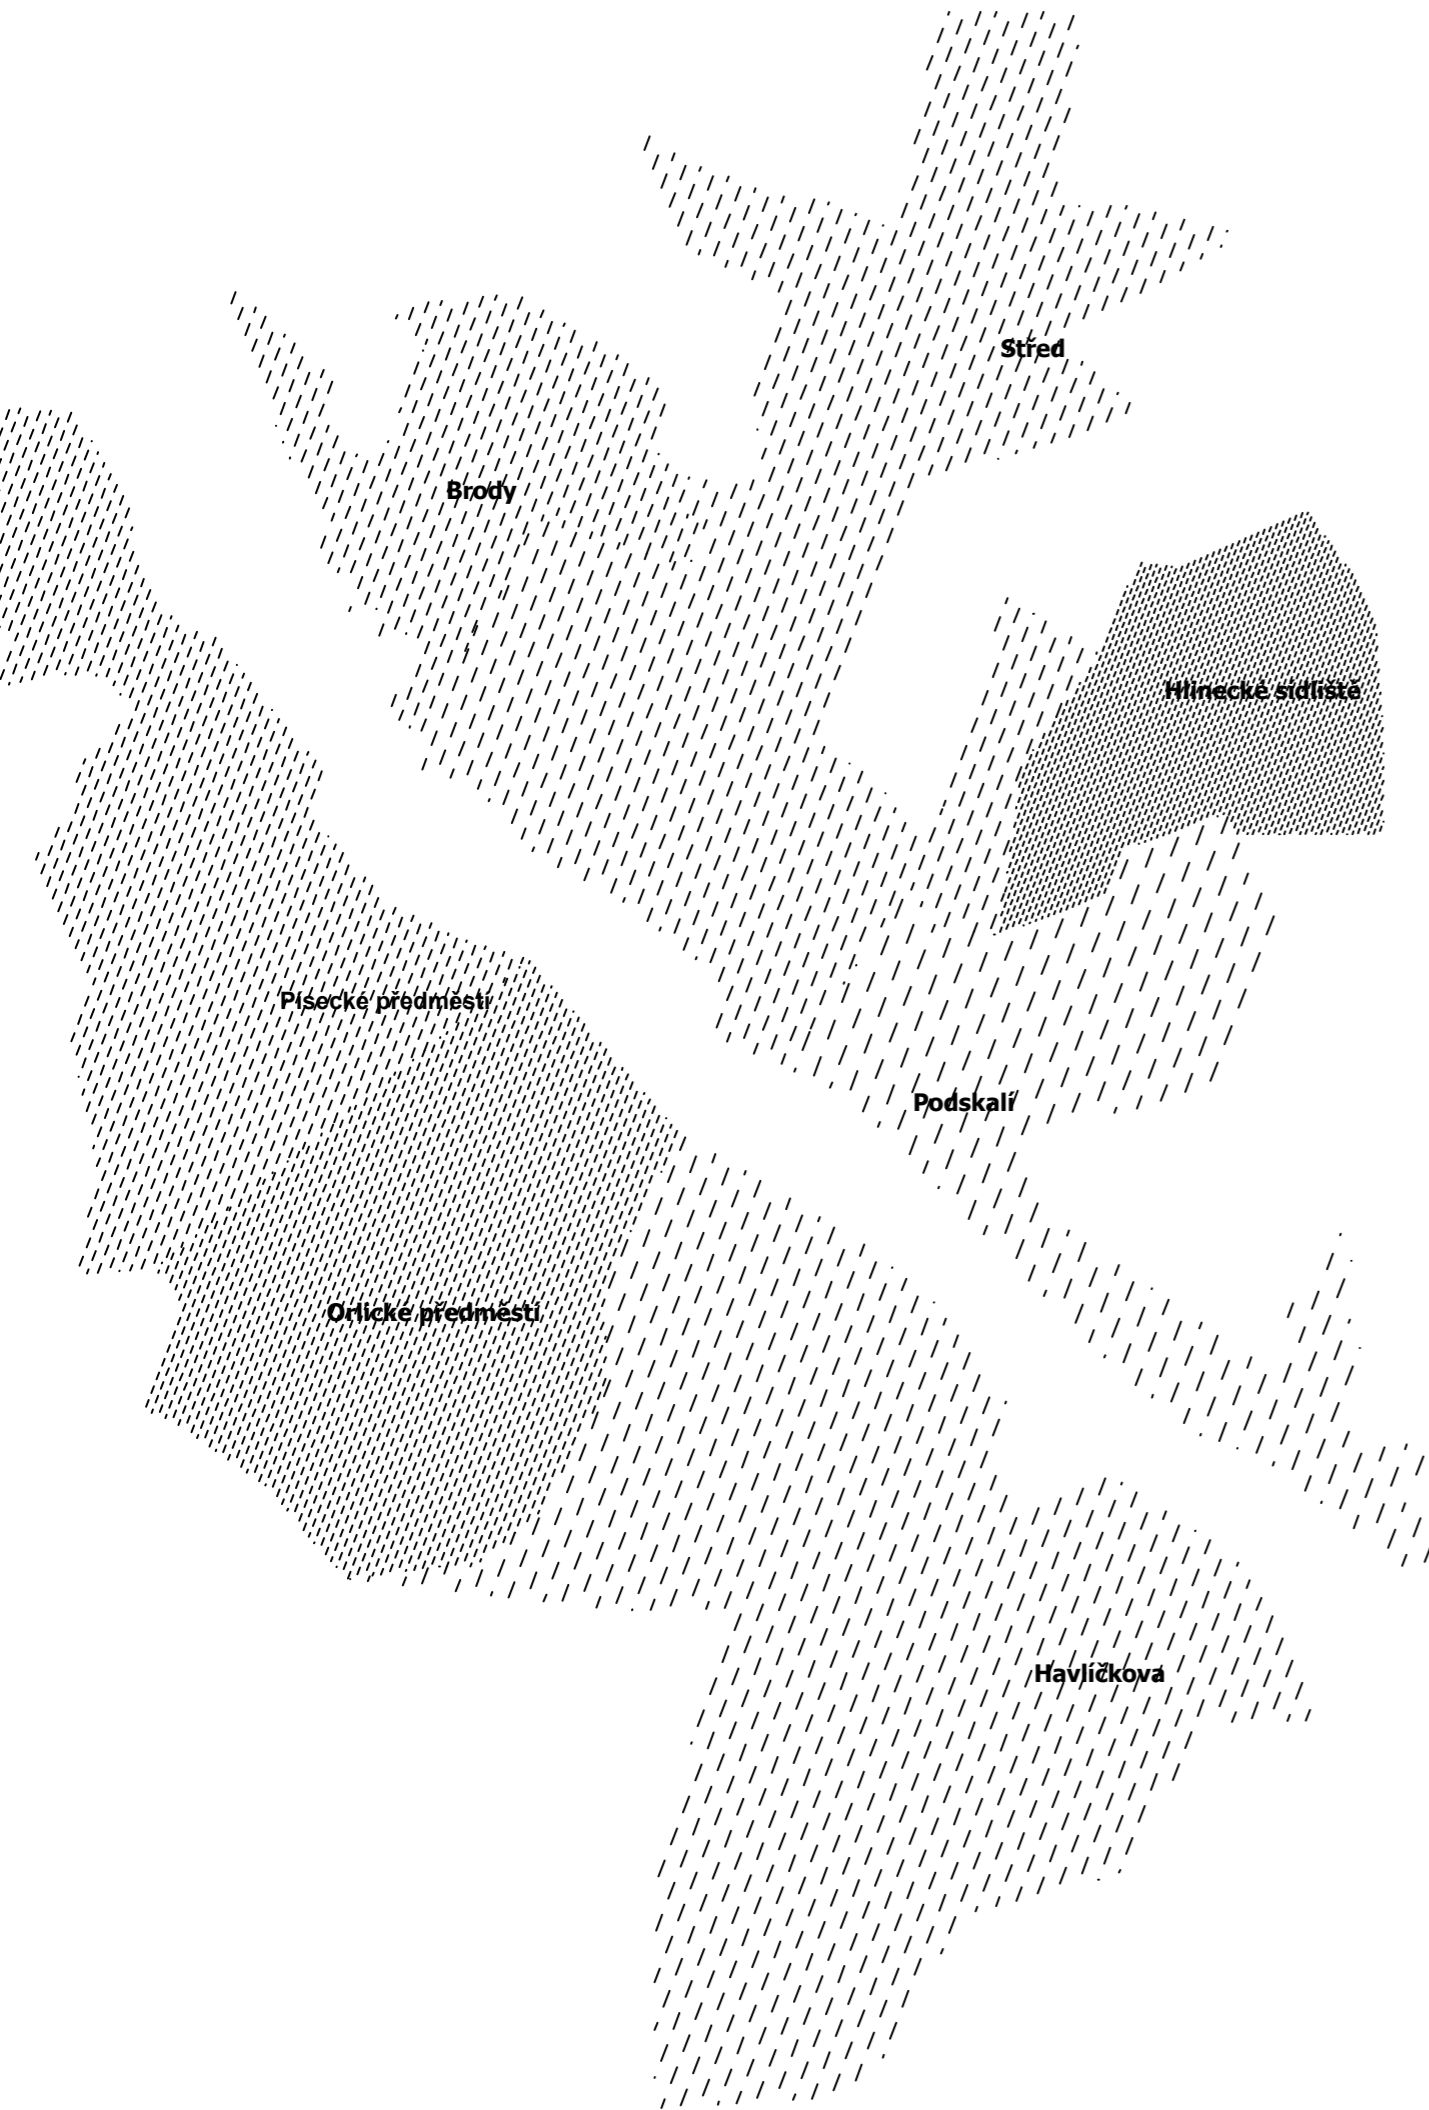 Střed
Brody
Hlinecké sídliště
Písecké předměstí
Podskalí
Orlické předměstí
Havlíčkova